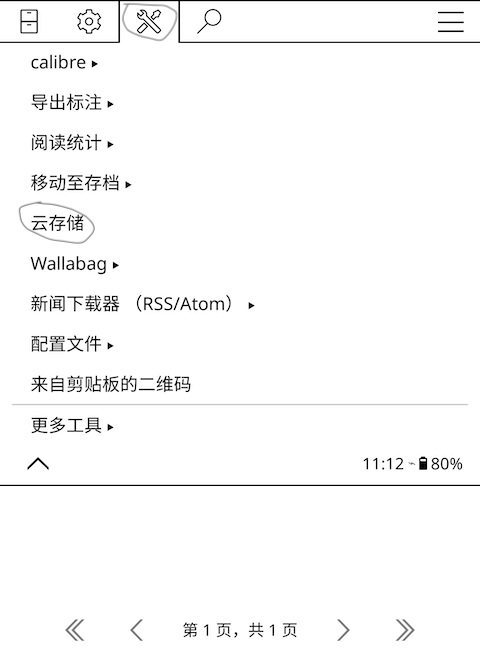 calibre ▸
导出标注 ▸
阅读统计 ▸
移动至存档 ▸
云存储
Wallabag ▸
新闻下载器 （RSS/Atom） ▸
配置文件 ▸
来自剪贴板的二维码
更多工具 ▸
11:12 80%
第 1 页，共 1 页